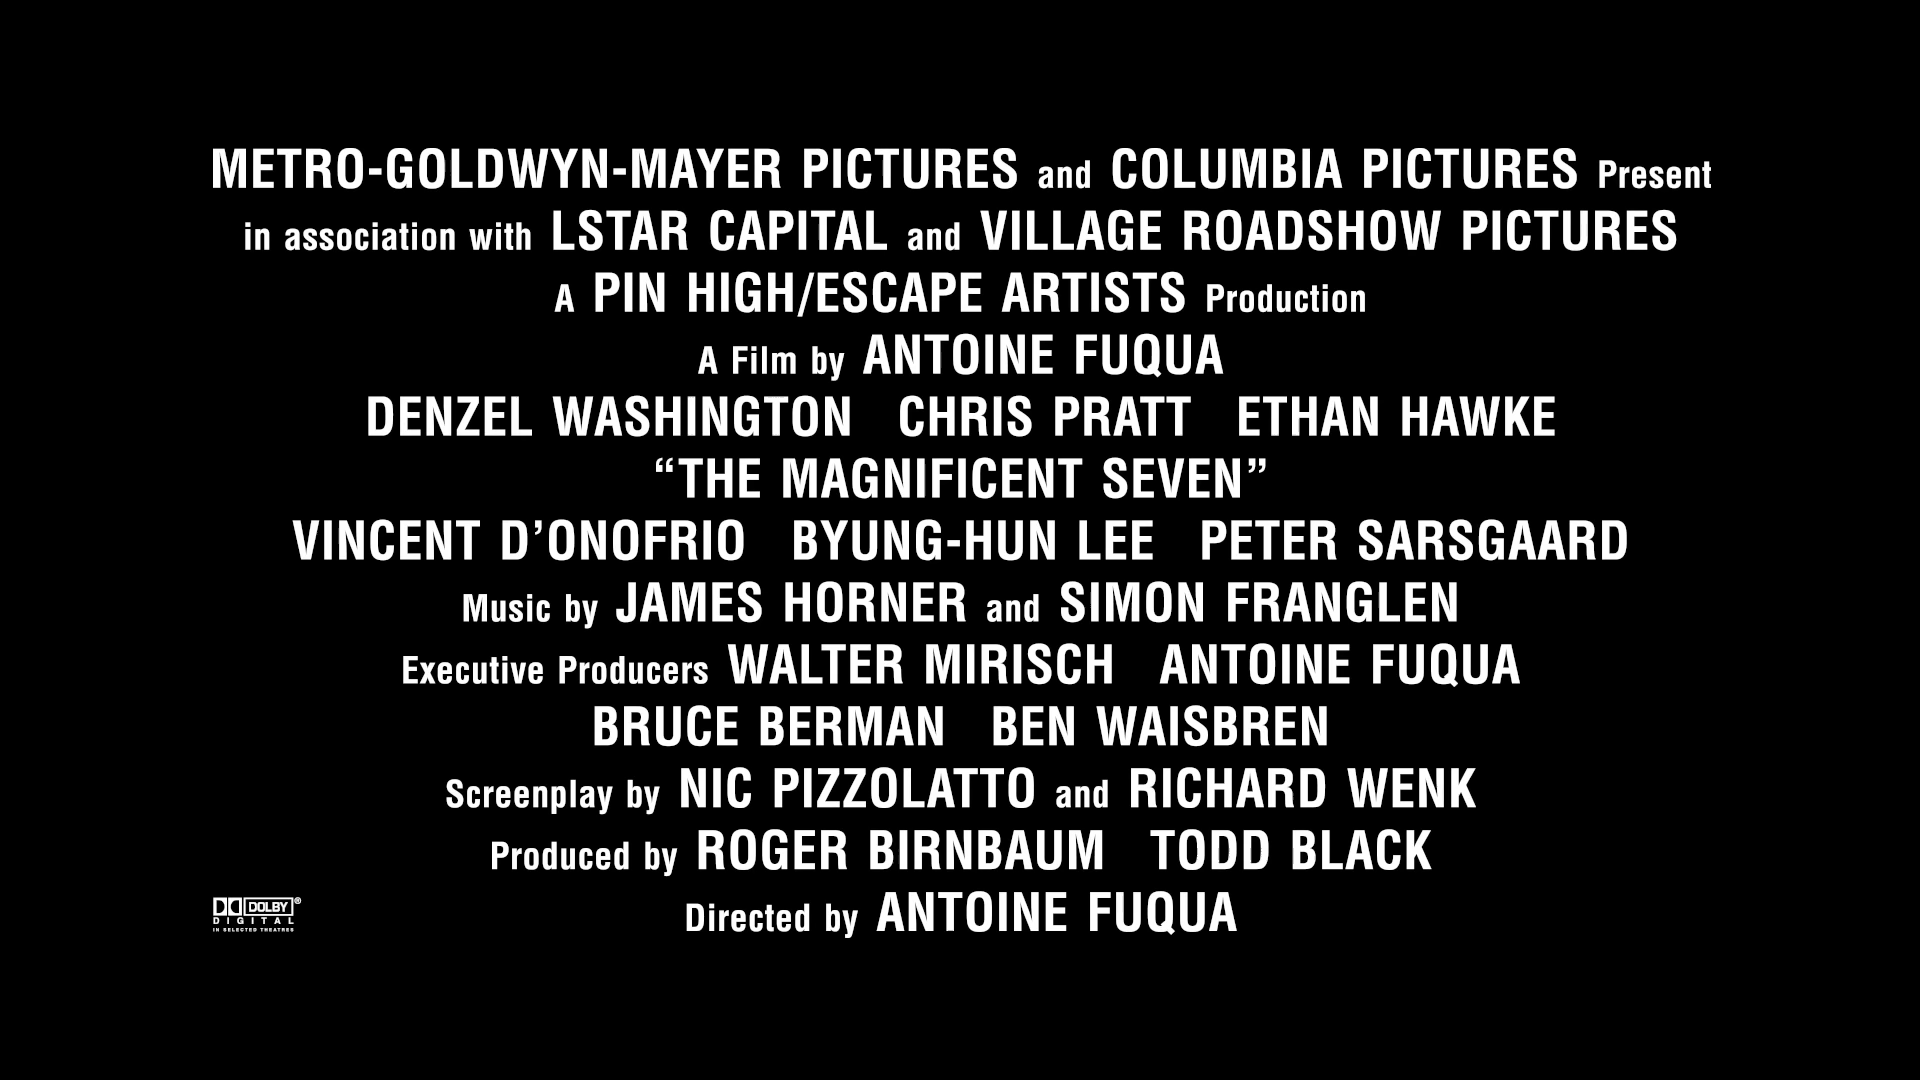 METRO-GOLDWYN-MAYER PICTURES and COLUMBIA PICTURES Present
in association with LSTAR CAPITAL and VILLAGE ROADSHOW PICTURES
A PIN HIGH/ESCAPE ARTISTS Production
A Film by ANTOINE FUQUA
DENZEL WASHINGTON CHRIS PRATT ETHAN HAWKE
“THE MAGNIFICENT SEVEN”
VINCENT D’ONOFRIO BYUNG-HUN LEE PETER SARSGAARD
Music by JAMES HORNER and SIMON FRANGLEN
Executive Producers WALTER MIRISCH ANTOINE FUQUA
BRUCE BERMAN BEN WAISBREN
Screenplay by NIC PIZZOLATTO and RICHARD WENK
Produced by ROGER BIRNBAUM TODD BLACK
Directed by ANTOINE FUQUA
DOLBY®
DIGITAL
IN SELECTED THEATRES